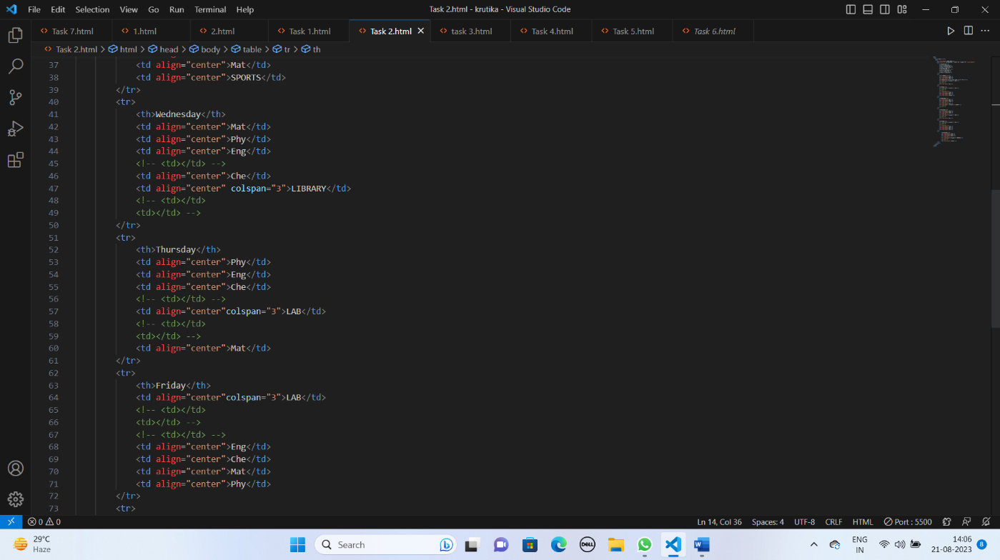 File Edit Selection View Go Run Terminal Help Task 2.html - krutika - Visual Studio Code
Task 7.html 1.html 2.html Task 1.html Task 2.html task 3.html Task 4.html Task 5.html Task 6.html
Task 2.html > html > head > body > table > tr > th
37 <td align="center">Mat</td>
38 <td align="center">SPORTS</td>
39 </tr>
40 <tr>
41 <th>Wednesday</th>
42 <td align="center">Mat</td>
43 <td align="center">Phy</td>
44 <td align="center">Eng</td>
45 <!-- <td></td> -->
46 <td align="center">Che</td>
47 <td align="center" colspan="3">LIBRARY</td>
48 <!-- <td></td>
49 <td></td> -->
50 </tr>
51 <tr>
52 <th>Thursday</th>
53 <td align="center">Phy</td>
54 <td align="center">Eng</td>
55 <td align="center">Che</td>
56 <!-- <td></td> -->
57 <td align="center"colspan="3">LAB</td>
58 <!-- <td></td>
59 <td></td> -->
60 <td align="center">Mat</td>
61 </tr>
62 <tr>
63 <th>Friday</th>
64 <td align="center"colspan="3">LAB</td>
65 <!-- <td></td>
66 <td></td> -->
67 <!-- <td></td> -->
68 <td align="center">Eng</td>
69 <td align="center">Che</td>
70 <td align="center">Mat</td>
71 <td align="center">Phy</td>
72 </tr>
73 <tr>
0 0 Ln 14, Col 36 Spaces: 4 UTF-8 CRLF HTML Port : 5500
29°C
Haze
Search
DELL
W
ENG
IN
14:06
21-08-2023
8